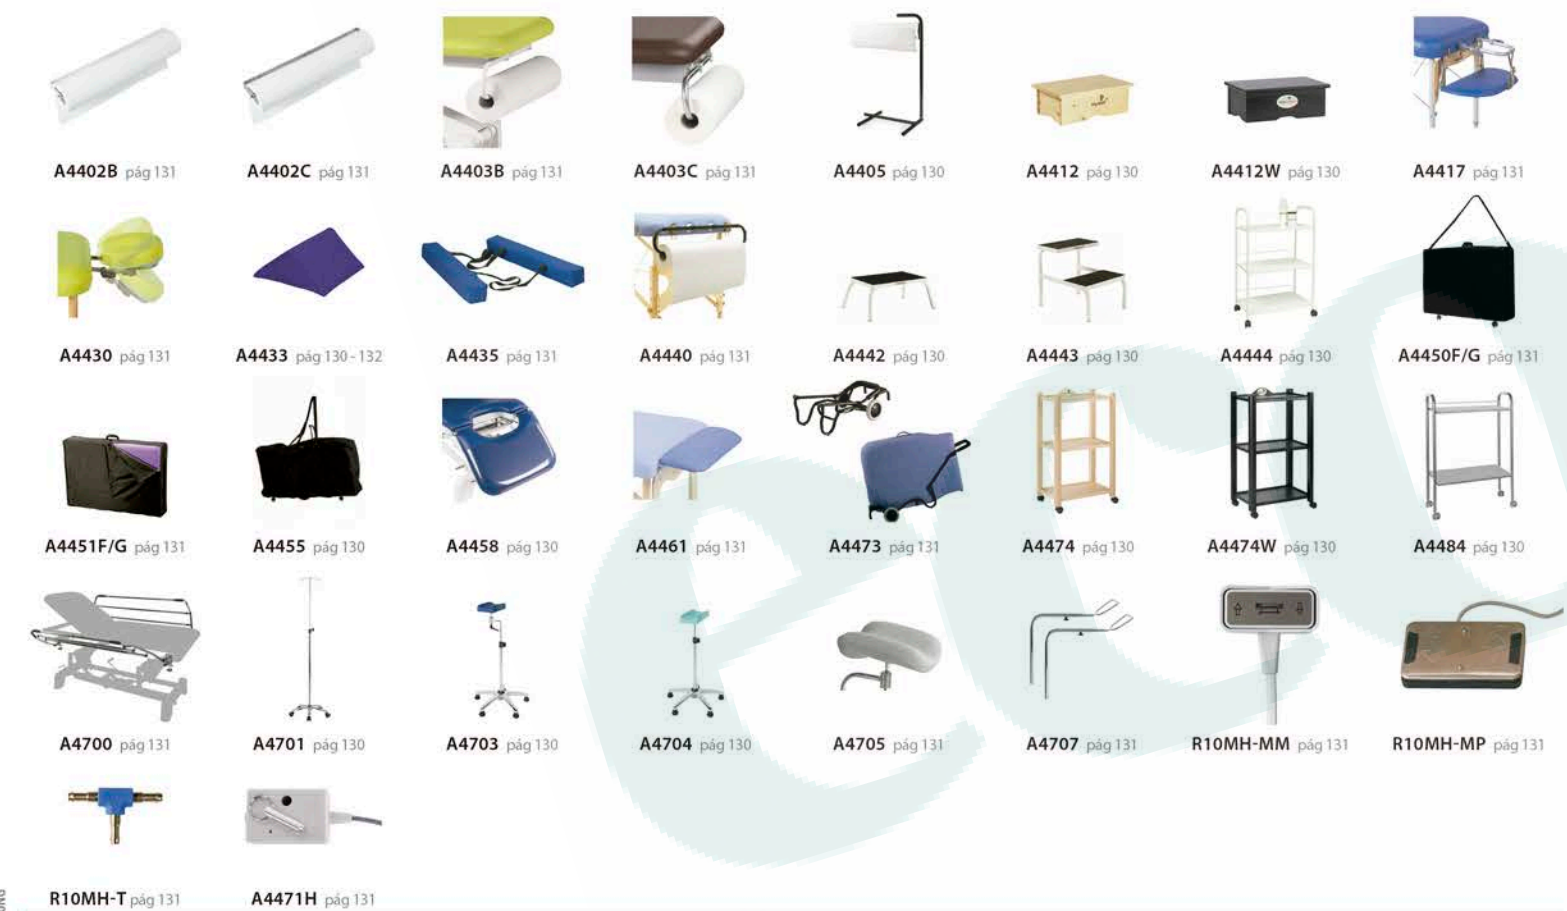 A4402B pág 131
A4402C pág 131
A4403B pág 131
A4403C pág 131
A4405 pág 130
A4412 pág 130
A4412W pág 130
A4417 pág 131
A4430 pág 131
A4433 pág 130 - 132
A4435 pág 131
A4440 pág 131
A4442 pág 130
A4443 pág 130
A4444 pág 130
A4450F/G pág 131
A4451F/G pág 131
A4455 pág 130
A4458 pág 130
A4461 pág 131
A4473 pág 131
A4474 pág 130
A4474W pág 130
A4484 pág 130
A4700 pág 131
A4701 pág 130
A4703 pág 130
A4704 pág 130
A4705 pág 131
A4707 pág 131
R10MH-MM pág 131
R10MH-MP pág 131
R10MH-T pág 131
A4471H pág 131
eco